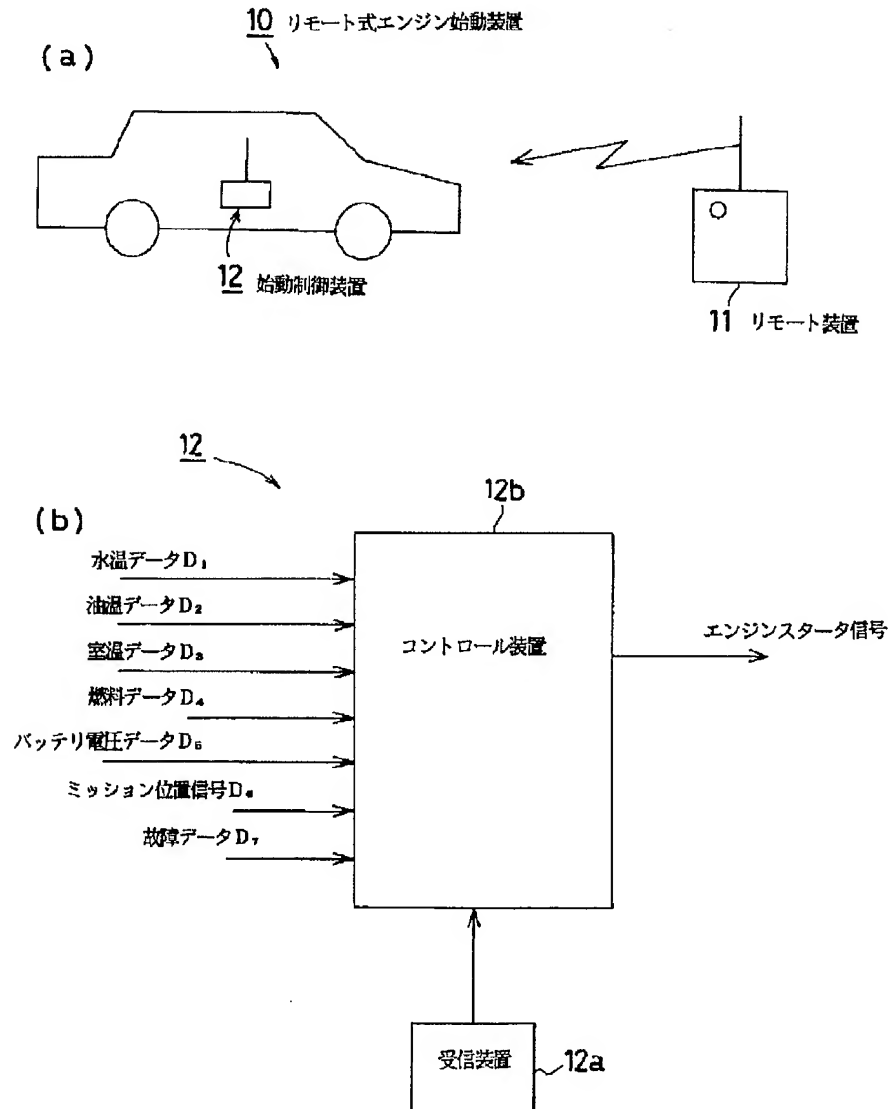 10 リモート式エンジン始動装置
(a)
12 始動制御装置
11 リモート装置
12
12b
(b)
水温データD₁
油温データD₂
室温データD₃
燃料データD₄
バッテリ電圧データD₅
ミッション位置信号D₆
故障データD₇
コントロール装置
エンジンスタータ信号
受信装置
12a